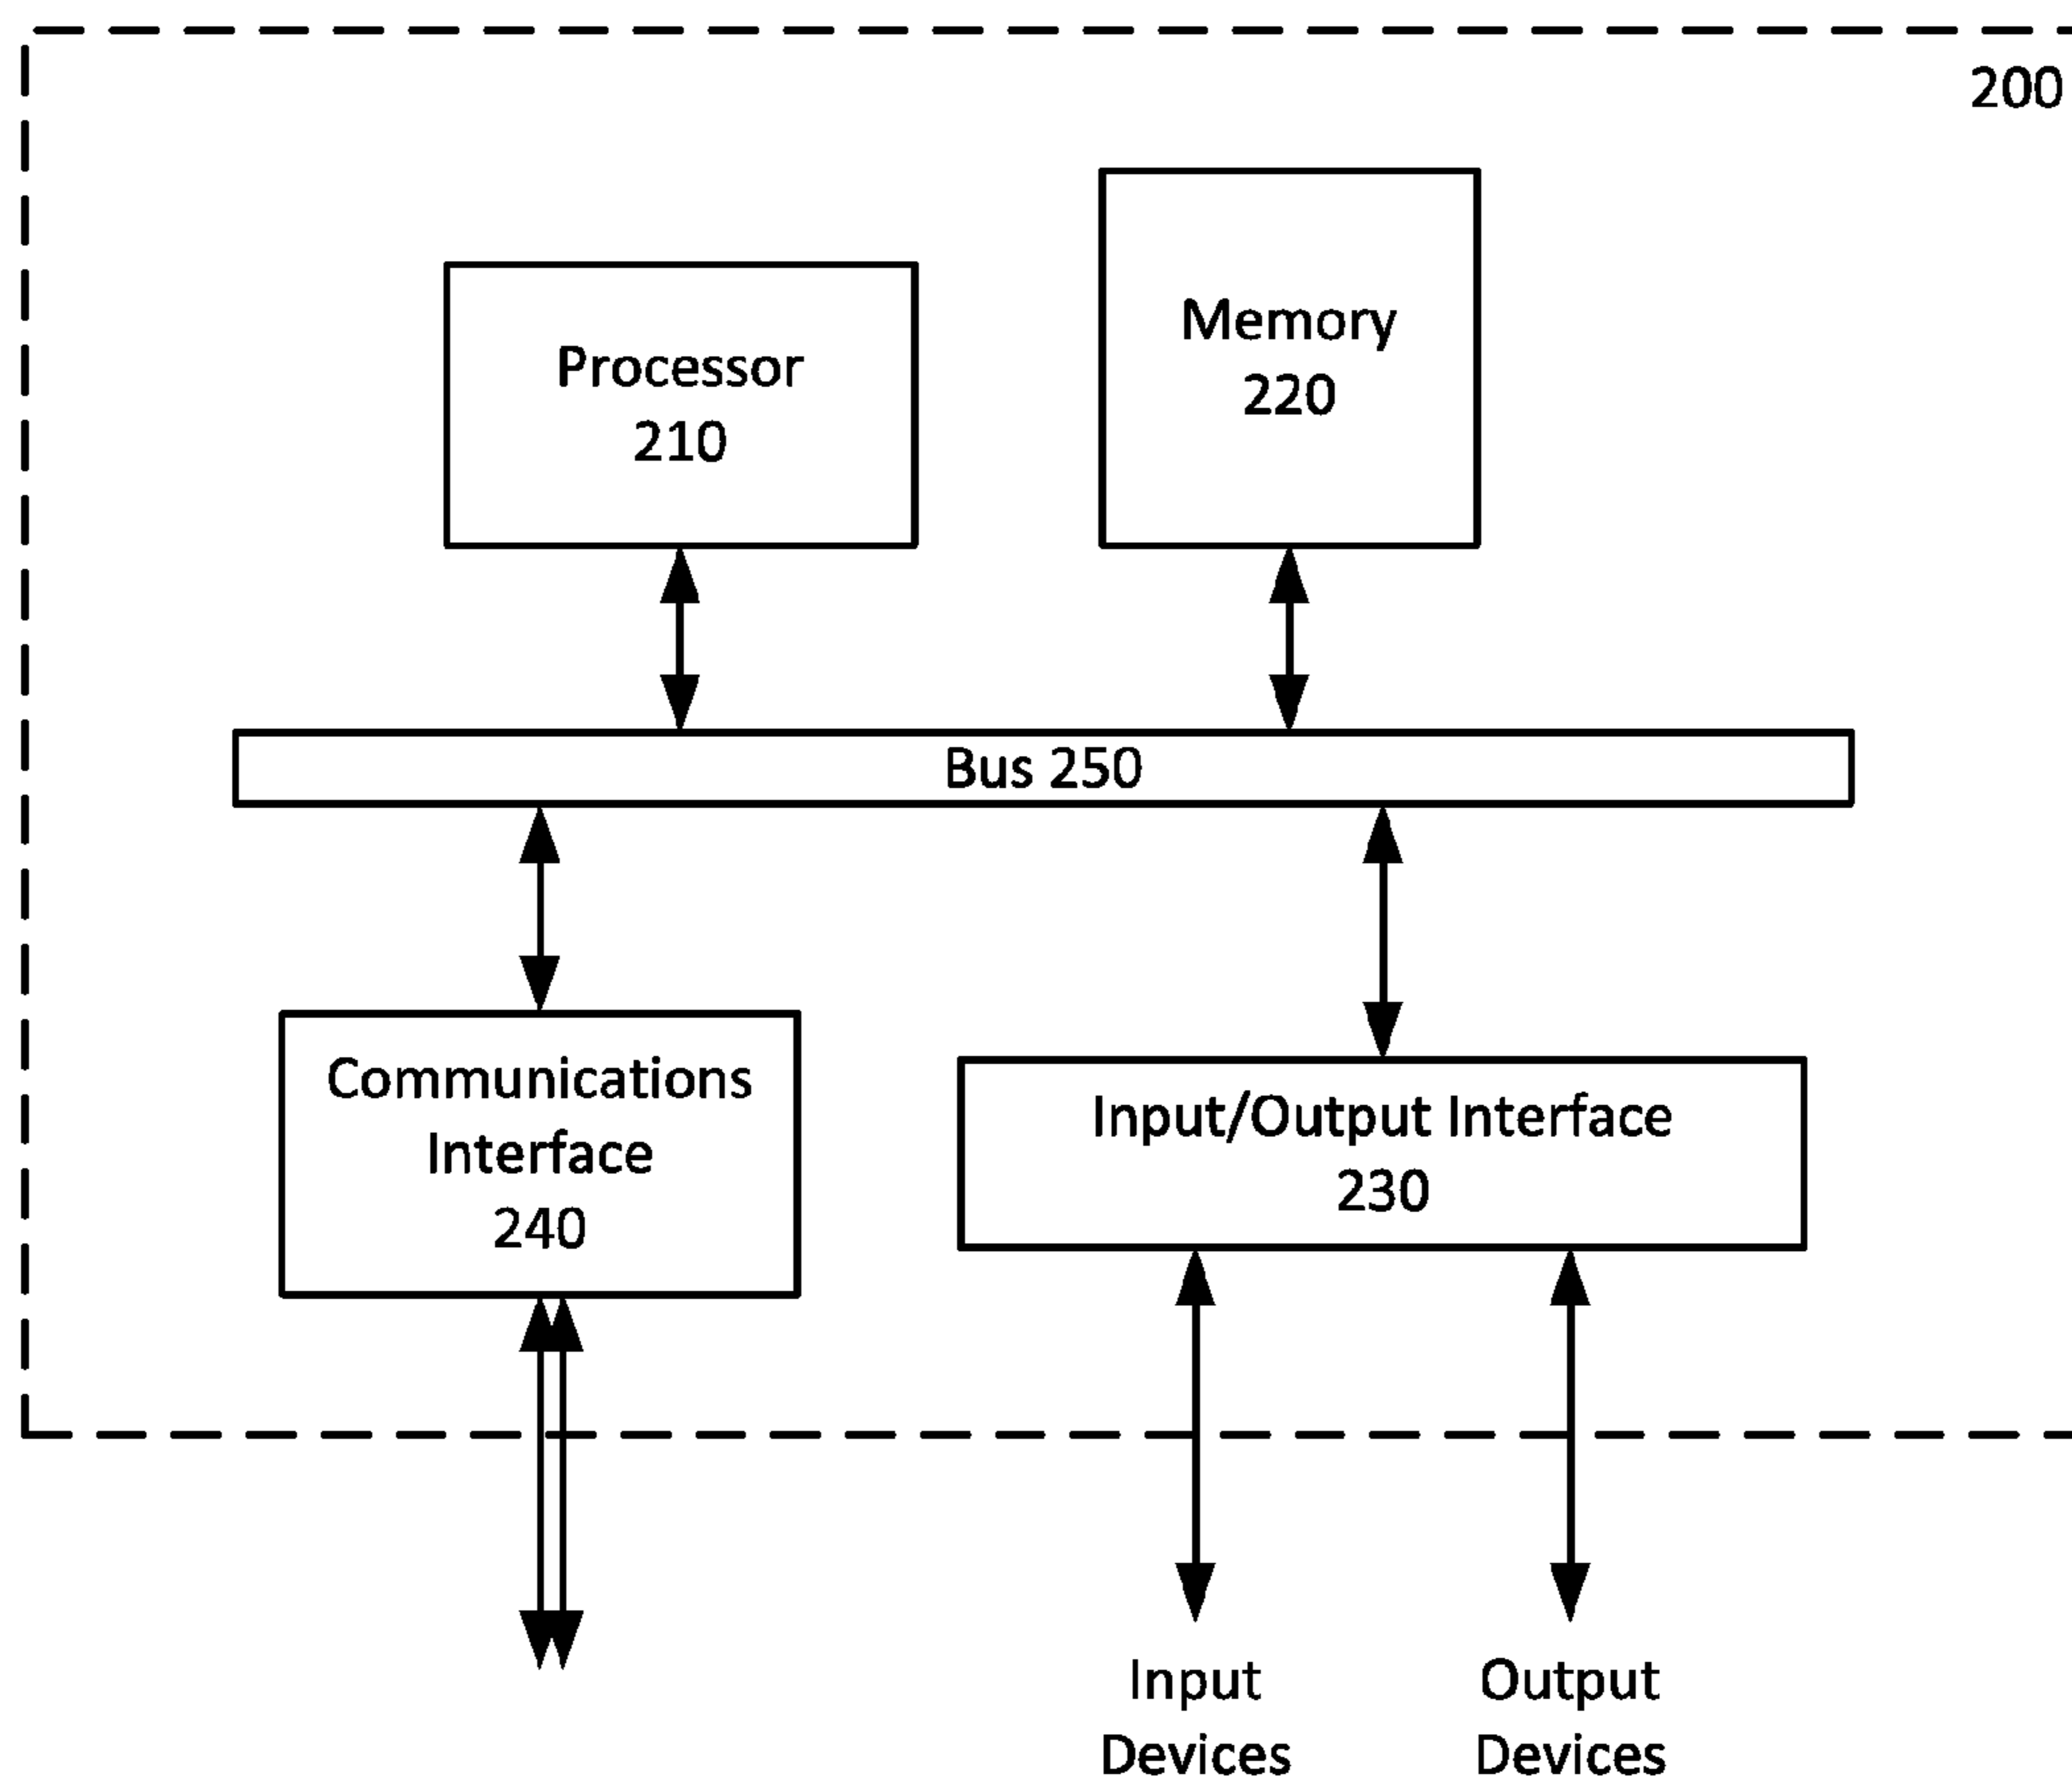 200
Processor
210
Memory
220
Bus 250
Communications
Interface
240
Input/Output Interface
230
Input
Devices
Output
Devices